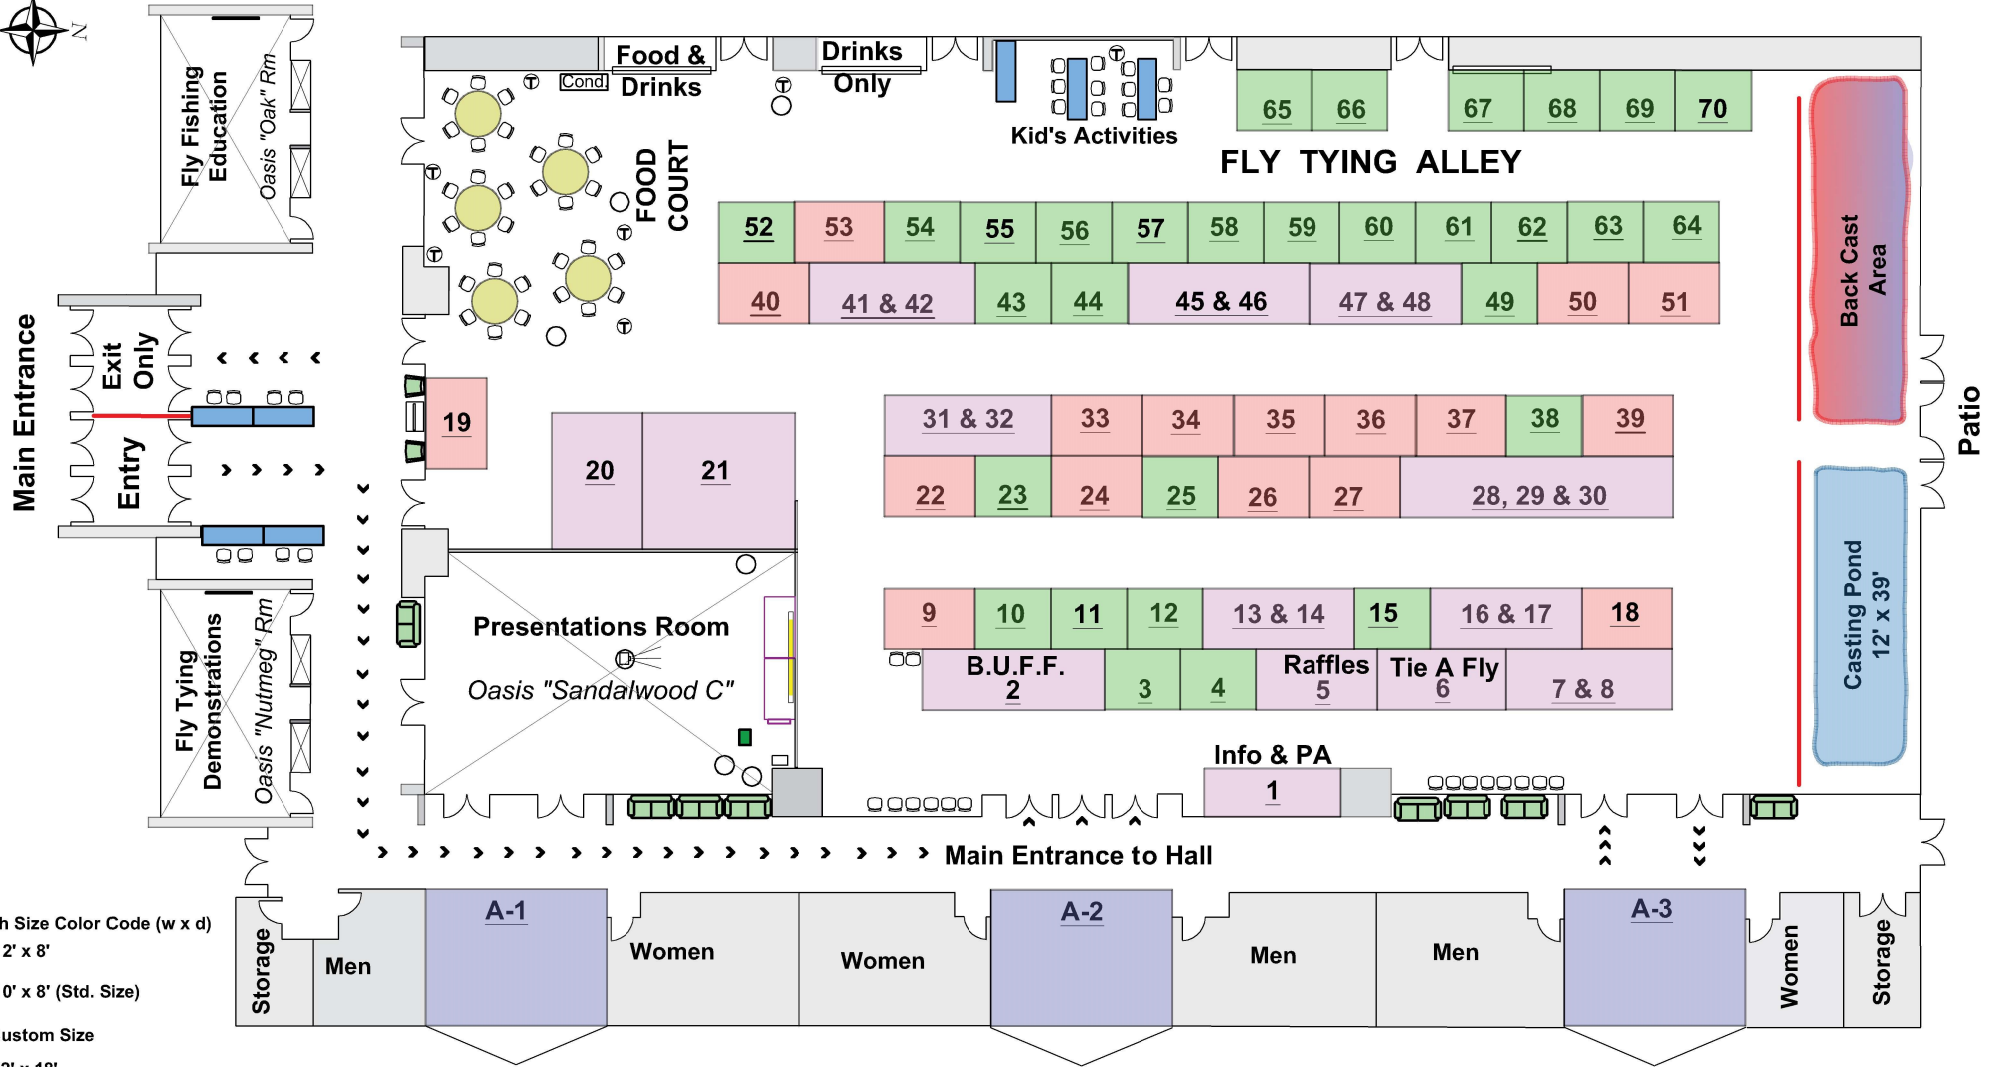 N
Fly Fishing
Education
Oasis "Oak" Rm
Food &
Drinks
Cond.
Drinks
Only
T
T
T
T
T
T
T
Kid's Activities
FOOD
COURT
65
66
67
68
69
70
FLY TYING ALLEY
52
53
54
55
56
57
58
59
60
61
62
63
64
40
41 & 42
43
44
45 & 46
47 & 48
49
50
51
Back Cast
Area
Main Entrance
Exit
Only
Entry
19
20
21
31 & 32
33
34
35
36
37
38
39
22
23
24
25
26
27
28, 29 & 30
Patio
Casting Pond
12' x 39'
Fly Tying
Demonstrations
Oasis "Nutmeg" Rm
Presentations Room
Oasis "Sandalwood C"
9
10
11
12
13 & 14
15
16 & 17
18
B.U.F.F.
2
3
4
Raffles
5
Tie A Fly
6
7 & 8
Info & PA
1
Main Entrance to Hall
h Size Color Code (w x d)
2' x 8'
0' x 8' (Std. Size)
ustom Size
Storage
Men
A-1
Women
Women
A-2
Men
Men
A-3
Women
Storage